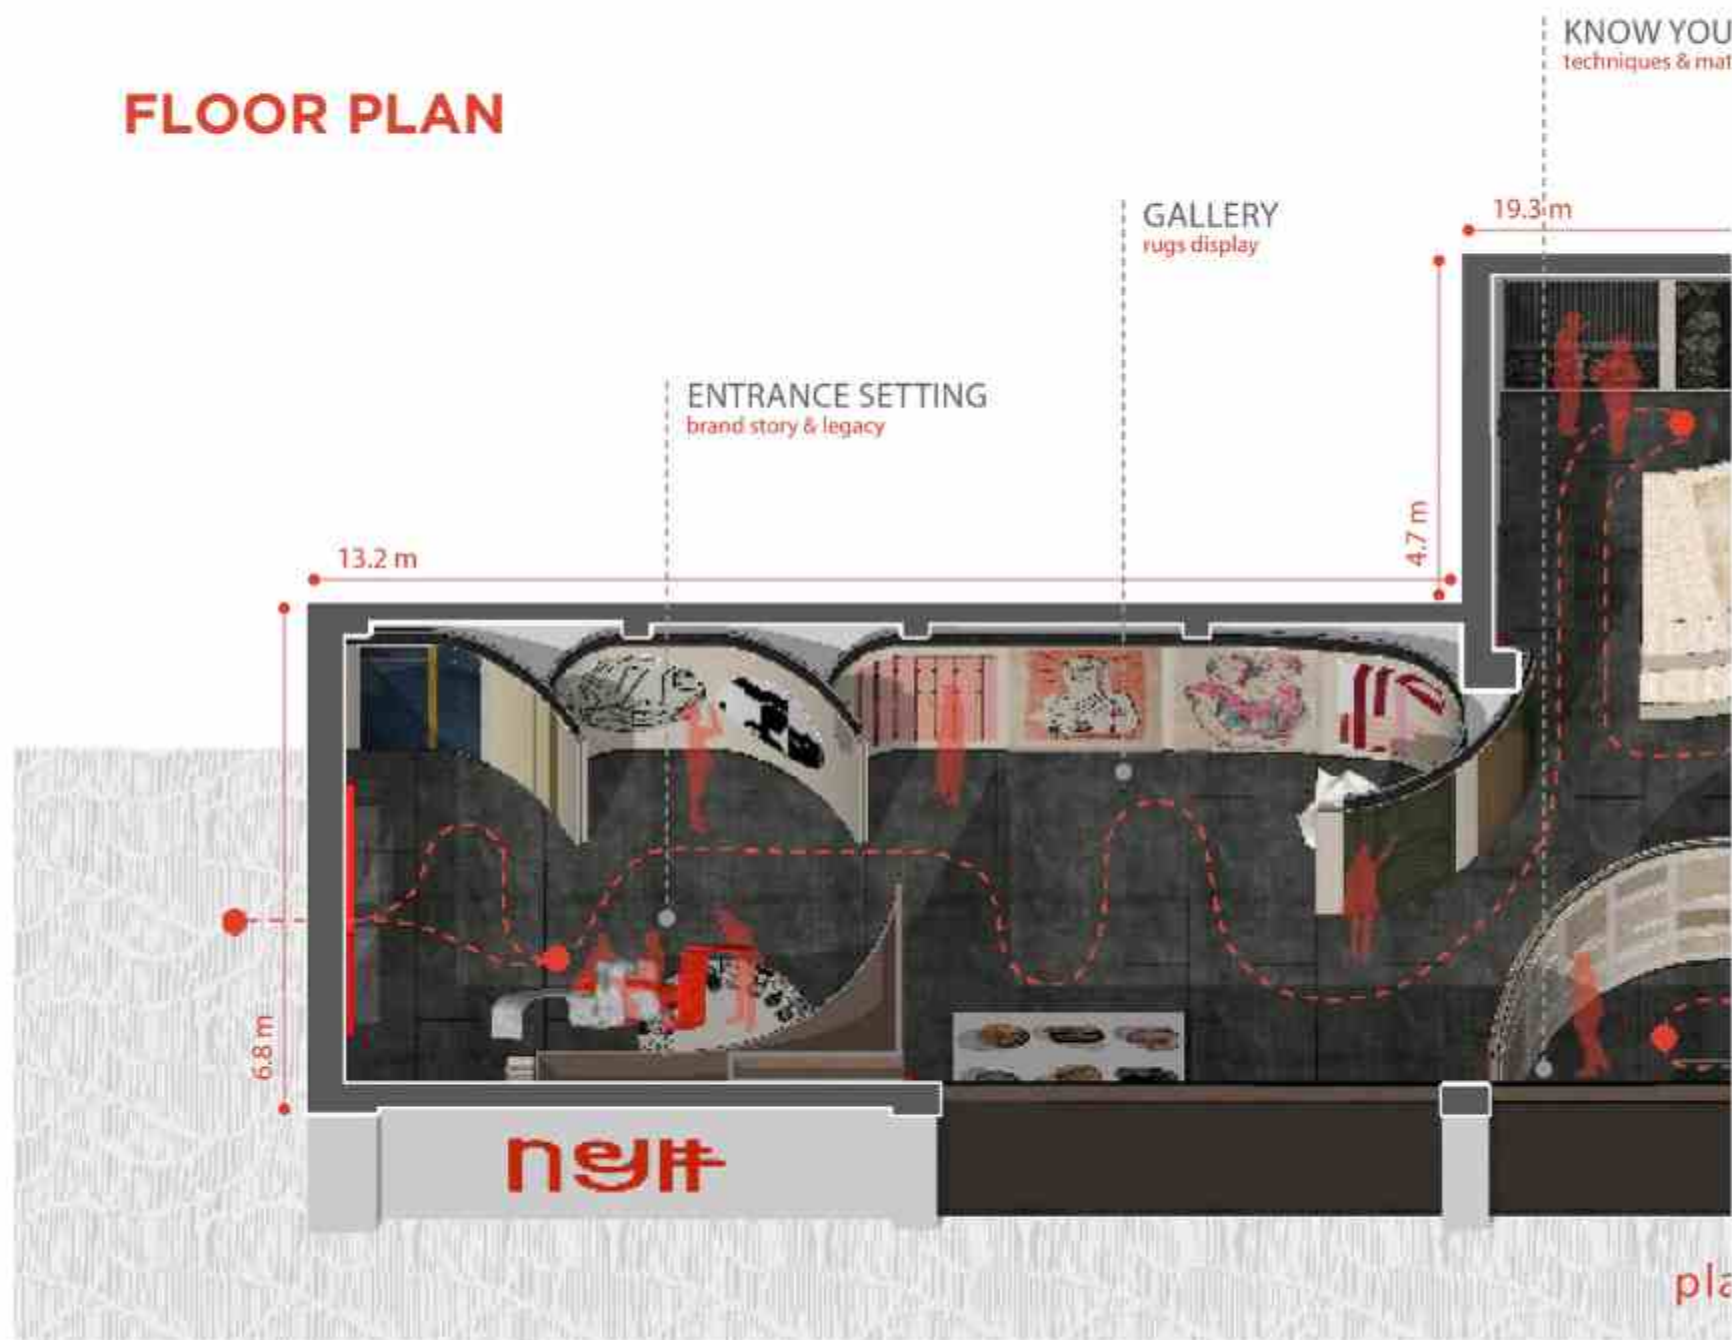 KNOW YOU
techniques & mat
FLOOR PLAN
GALLERY
rugs display
19.3 m
ENTRANCE SETTING
brand story & legacy
4.7 m
13.2 m
6.8 m
pla